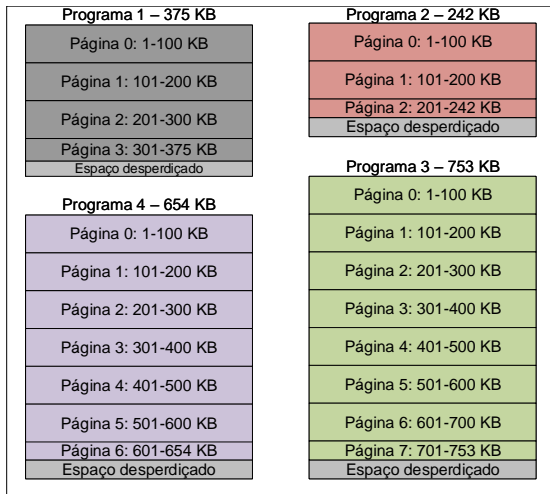 Programa 1 – 375 KB
Página 0: 1-100 KB
Página 1: 101-200 KB
Página 2: 201-300 KB
Página 3: 301-375 KB
Espaço desperdiçado
Programa 2 – 242 KB
Página 0: 1-100 KB
Página 1: 101-200 KB
Página 2: 201-242 KB
Espaço desperdiçado
Programa 4 – 654 KB
Página 0: 1-100 KB
Página 1: 101-200 KB
Página 2: 201-300 KB
Página 3: 301-400 KB
Página 4: 401-500 KB
Página 5: 501-600 KB
Página 6: 601-654 KB
Espaço desperdiçado
Programa 3 – 753 KB
Página 0: 1-100 KB
Página 1: 101-200 KB
Página 2: 201-300 KB
Página 3: 301-400 KB
Página 4: 401-500 KB
Página 5: 501-600 KB
Página 6: 601-700 KB
Página 7: 701-753 KB
Espaço desperdiçado